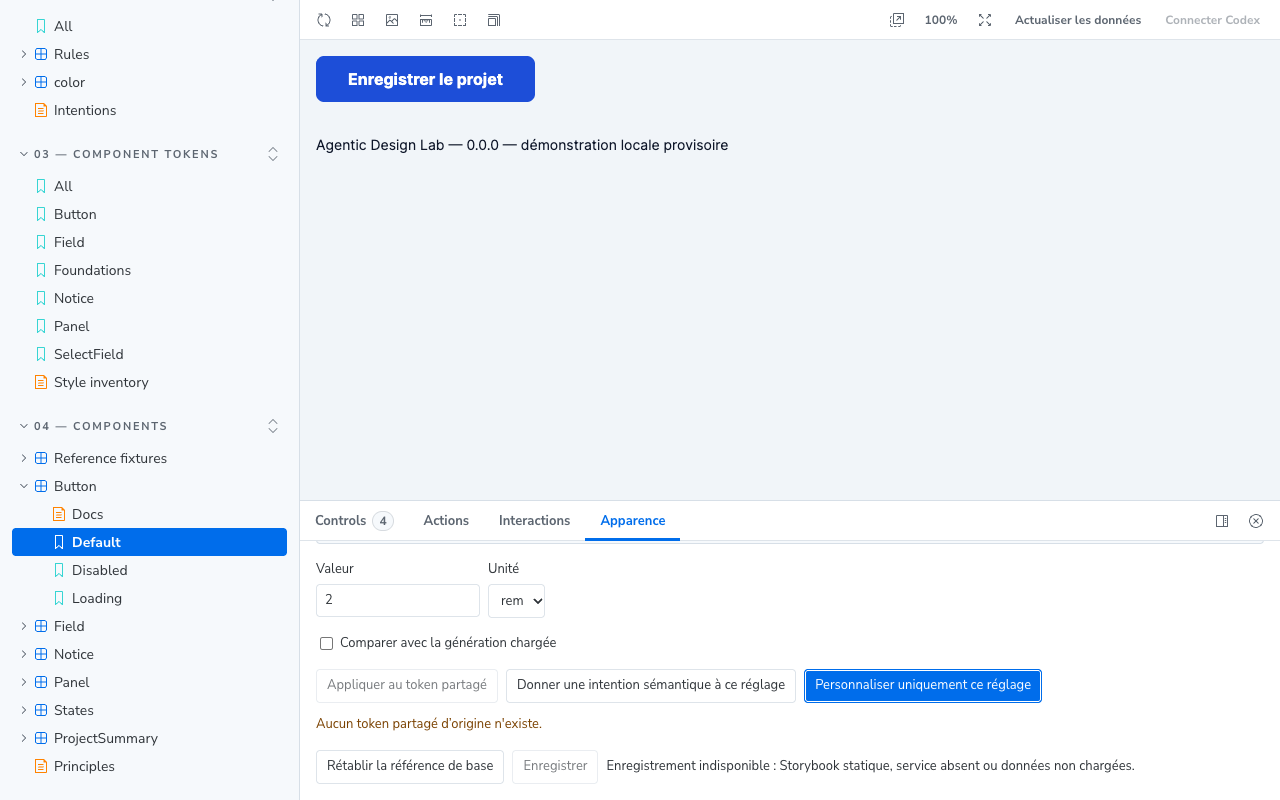 100%
Actualiser les données
Connecter Codex
All
Rules
color
Intentions
03 — COMPONENT TOKENS
All
Button
Field
Foundations
Notice
Panel
SelectField
Style inventory
04 — COMPONENTS
Reference fixtures
Button
Docs
Default
Disabled
Loading
Field
Notice
Panel
States
ProjectSummary
Principles
Enregistrer le projet
Agentic Design Lab — 0.0.0 — démonstration locale provisoire
Controls 4
Actions
Interactions
Apparence
Valeur
Unité
2
rem
Comparer avec la génération chargée
Appliquer au token partagé
Donner une intention sémantique à ce réglage
Personnaliser uniquement ce réglage
Aucun token partagé d’origine n'existe.
Rétablir la référence de base
Enregistrer
Enregistrement indisponible : Storybook statique, service absent ou données non chargées.